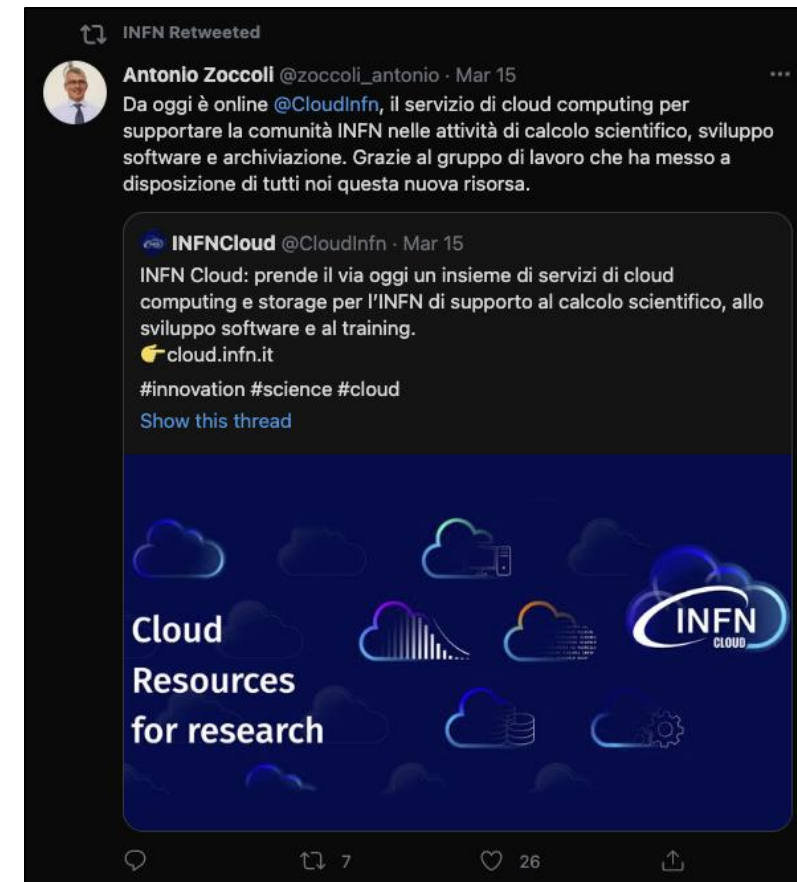 INFN Retweeted
Antonio Zoccoli @zoccoli_antonio · Mar 15
Da oggi è online @CloudInfn, il servizio di cloud computing per
supportare la comunità INFN nelle attività di calcolo scientifico, sviluppo
software e archiviazione. Grazie al gruppo di lavoro che ha messo a
disposizione di tutti noi questa nuova risorsa.
INFNCloud @CloudInfn · Mar 15
INFN Cloud: prende il via oggi un insieme di servizi di cloud
computing e storage per l'INFN di supporto al calcolo scientifico, allo
sviluppo software e al training.
👉cloud.infn.it
#innovation #science #cloud
Show this thread
Cloud
Resources
for research
INFN
CLOUD
7 26